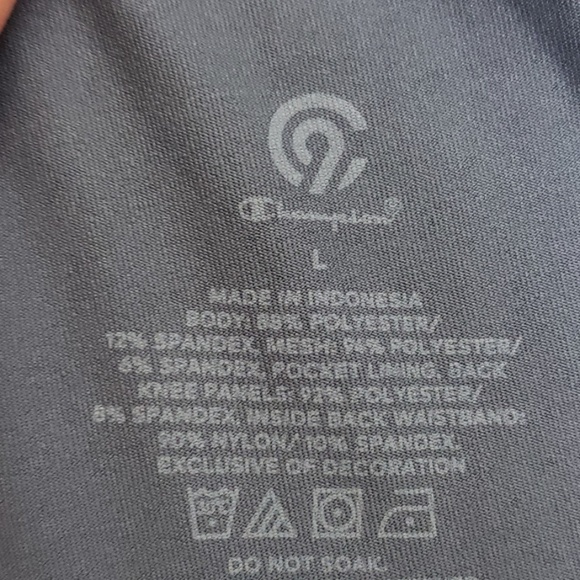 C9
Champion®
L
MADE IN INDONESIA
BODY: 88% POLYESTER/
12% SPANDEX. MESH: 94% POLYESTER/
6% SPANDEX. POCKET LINING, BACK
KNEE PANELS: 92% POLYESTER/
8% SPANDEX. INSIDE BACK WAISTBAND:
90% NYLON/10% SPANDEX.
EXCLUSIVE OF DECORATION
DO NOT SOAK.